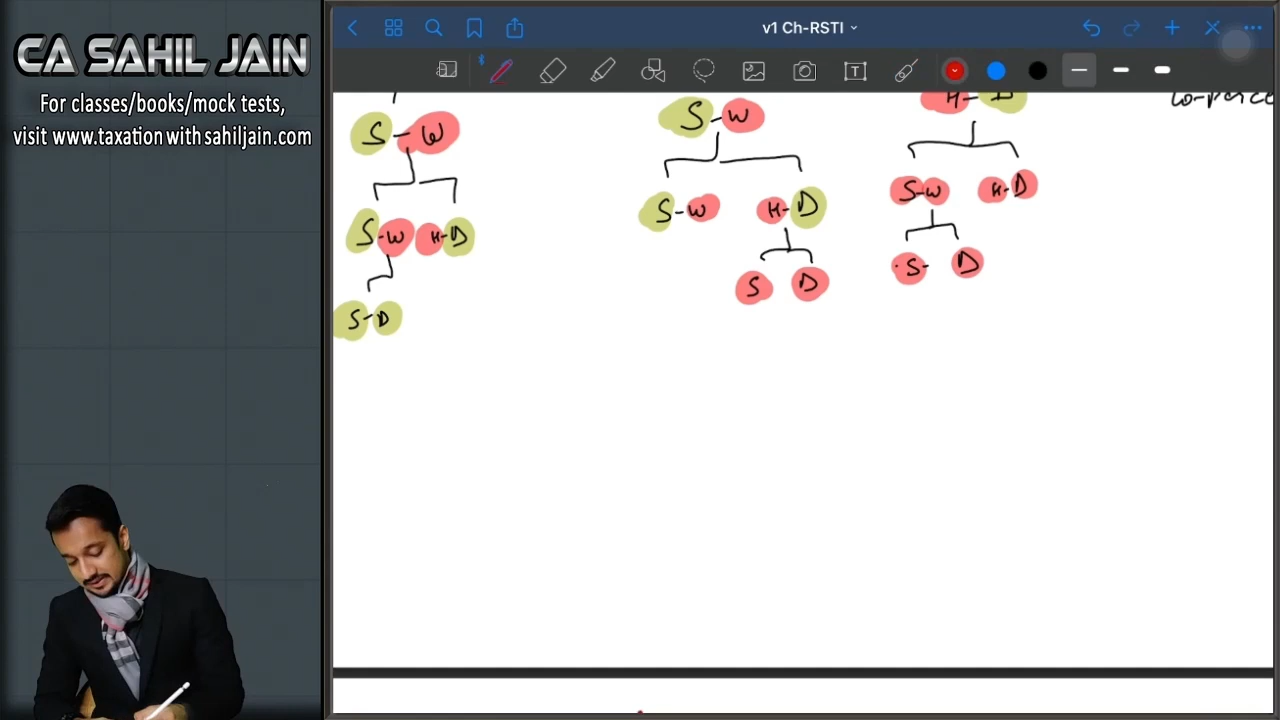 CA SAHIL JAIN
For classes/books/mock tests,
visit www.taxation with sahiljain.com
v1 Ch-RSTI
T
H-D
S-W
S-W
S-W
H-D
S-W
H-D
S-W
H-D
S-D
S
D
S-
D